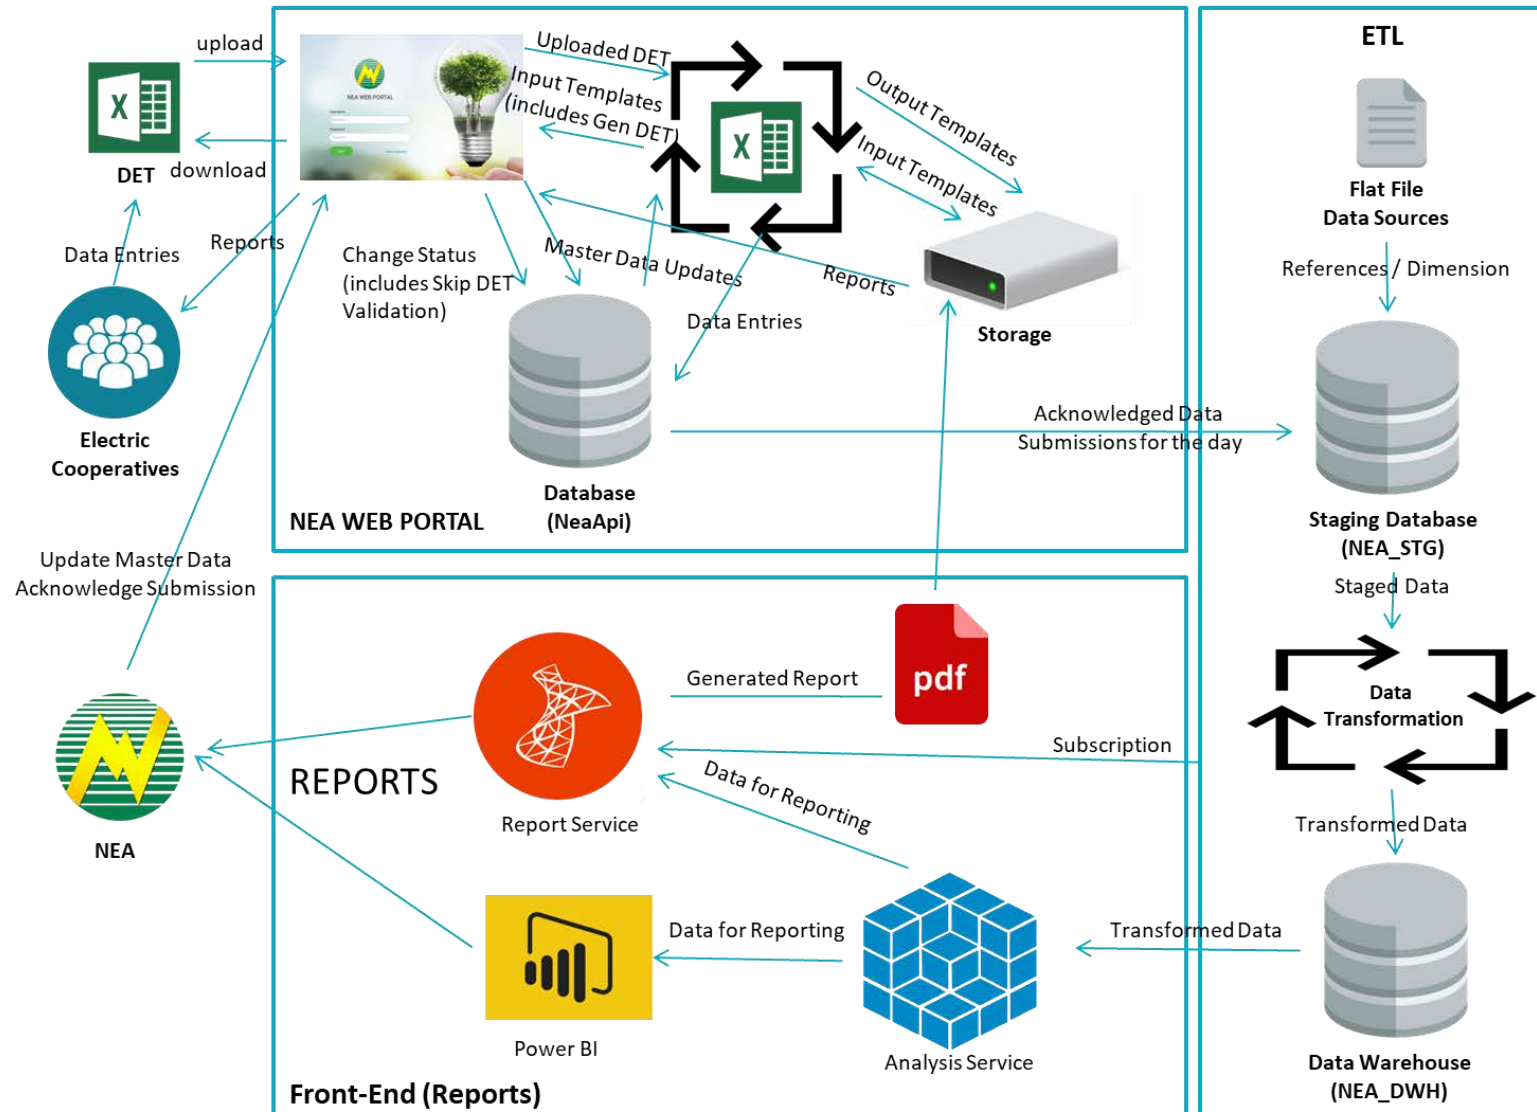 upload
DET
download
Data Entries
Reports
Electric
Cooperatives
Update Master Data
Acknowledge Submission
NEA
NEA WEB PORTAL
Uploaded DET
Input Templates
(includes Gen DET)
X
X
Output Templates
Input Templates
Change Status
(includes Skip DET
Validation)
Master Data Updates
Reports
Data Entries
Storage
Database
(NeaApi)
NEA WEB PORTAL
Acknowledged Data
Submissions for the day
ETL
Flat File
Data Sources
References / Dimension
Staging Database
(NEA_STG)
Staged Data
Data
Transformation
Transformed Data
Data Warehouse
(NEA_DWH)
Generated Report
pdf
Subscription
REPORTS
Report Service
Data for Reporting
Data for Reporting
Transformed Data
Power BI
Analysis Service
Front-End (Reports)